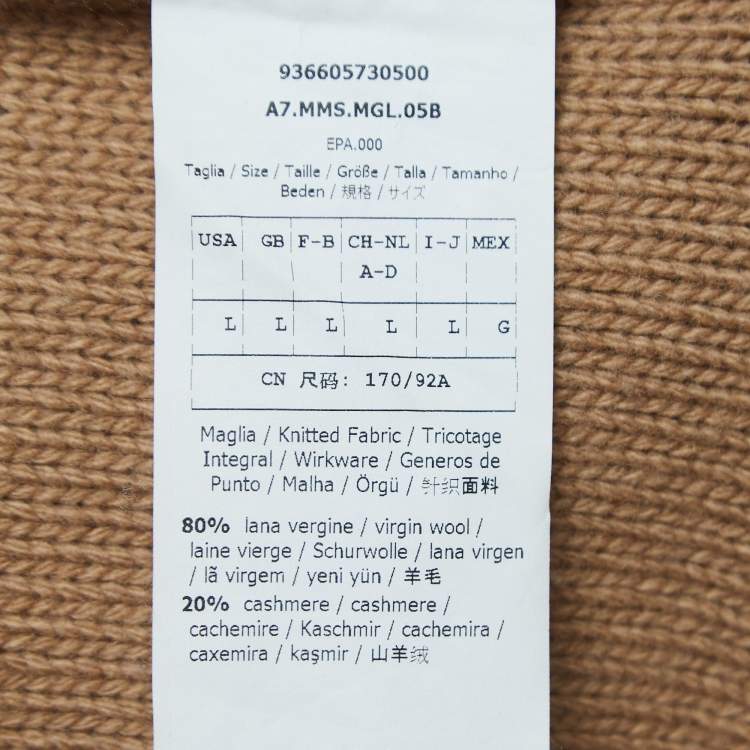 936605730500
A7.MMS.MGL.05B
EPA.000
Taglia / Size / Taille / Größe / Talla / Tamanho /
Beden / 規格 / サイズ
USA GB F-B CH-NL I-J MEX
A-D
L L L L L G
CN 尺码: 170/92A
Maglia / Knitted Fabric / Tricotage
Integral / Wirkware / Generos de
Punto / Malha / Örgü / 针织面料
80% lana vergine / virgin wool /
laine vierge / Schurwolle / lana virgen
/ lã virgem / yeni yün / 羊毛
20% cashmere / cashmere /
cachemire / Kaschmir / cachemira /
caxemira / kaşmir / 山羊绒